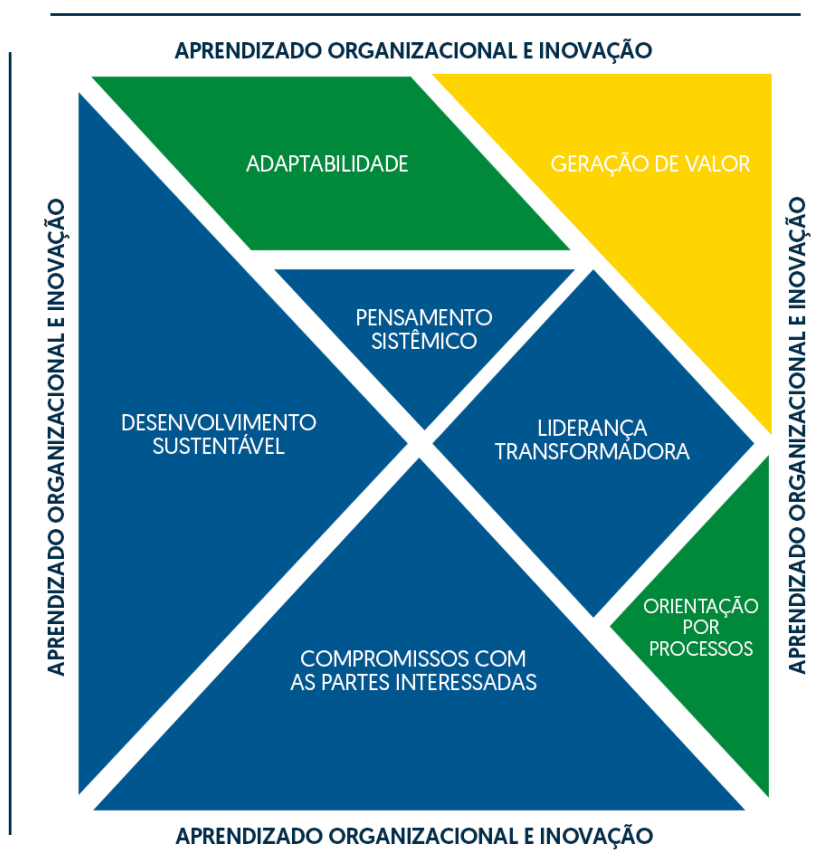 APRENDIZADO ORGANIZACIONAL E INOVAÇÃO
ADAPTABILIDADE
GERAÇÃO DE VALOR
APRENDIZADO ORGANIZACIONAL E INOVAÇÃO
APRENDIZADO ORGANIZACIONAL E INOVAÇÃO
PENSAMENTO
SISTÊMICO
DESENVOLVIMENTO
SUSTENTÁVEL
LIDERANÇA
TRANSFORMADORA
ORIENTAÇÃO
POR
PROCESSOS
COMPROMISSOS COM
AS PARTES INTERESSADAS
APRENDIZADO ORGANIZACIONAL E INOVAÇÃO